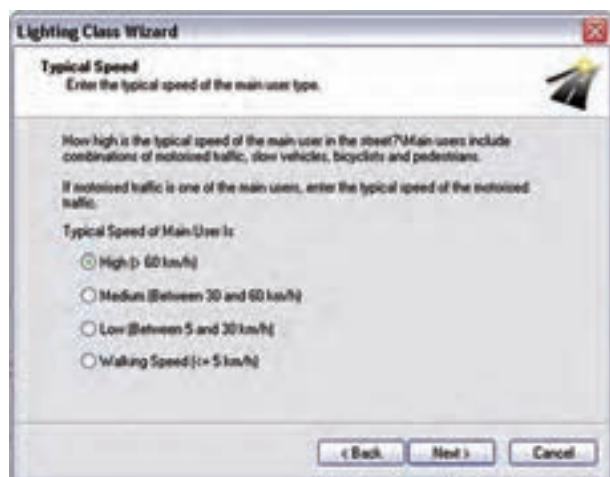 Lighting Class Wizard
Typical Speed
Enter the typical speed of the main user type.
How high is the typical speed of the main user in the street?\Main users include
combinations of motorised traffic, slow vehicles, bicyclists and pedestrians.
If motorised traffic is one of the main users, enter the typical speed of the motorised
traffic.
Typical Speed of Main User Is
High (> 60 km/h)
Medium (Between 30 and 60 km/h)
Low (Between 5 and 30 km/h)
Walking Speed (<= 5 km/h)
< Back Next > Cancel